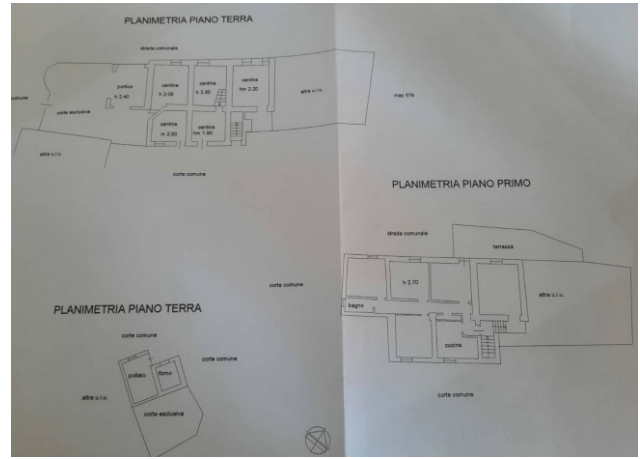 PLANIMETRIA PIANO TERRA
strada comunale
portico
h 2.40
cantina
h 2.09
cantina
h 3.30
cantina
hm 2.20
altra u.i.u.
map 579
comune
corte esclusiva
cantina
m 2.00
cantina
hm 1.90
altra u.i.u.
corte comune
PLANIMETRIA PIANO PRIMO
strada comunale
terrazza
h 2.70
altra u.i.u.
bagno
cucina
corte comune
corte comune
PLANIMETRIA PIANO TERRA
corte comune
corte comune
pollaio
forno
altra u.i.u.
corte esclusiva